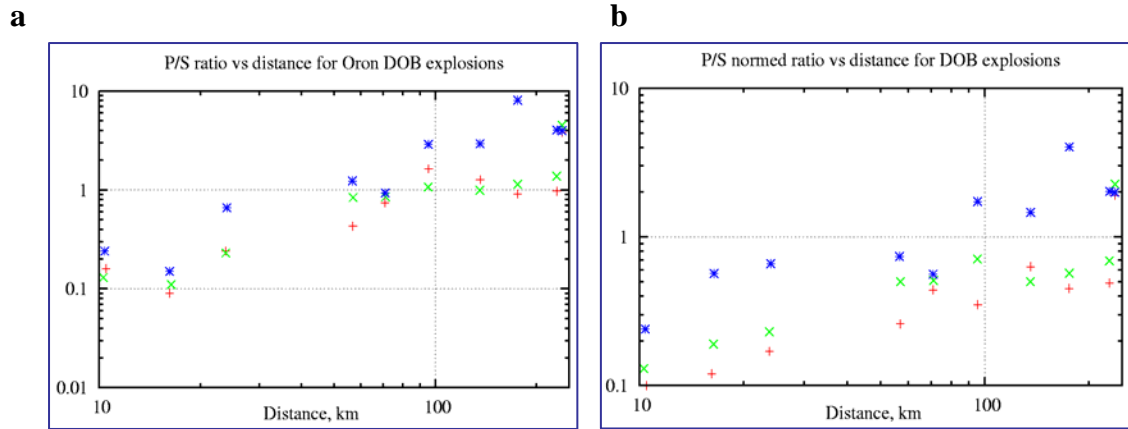 a
P/S ratio vs distance for Oron DOB explosions
10
1
0.1
0.01
10
100
Distance, km
b
P/S normed ratio vs distance for DOB explosions
10
1
0.1
10
100
Distance, km